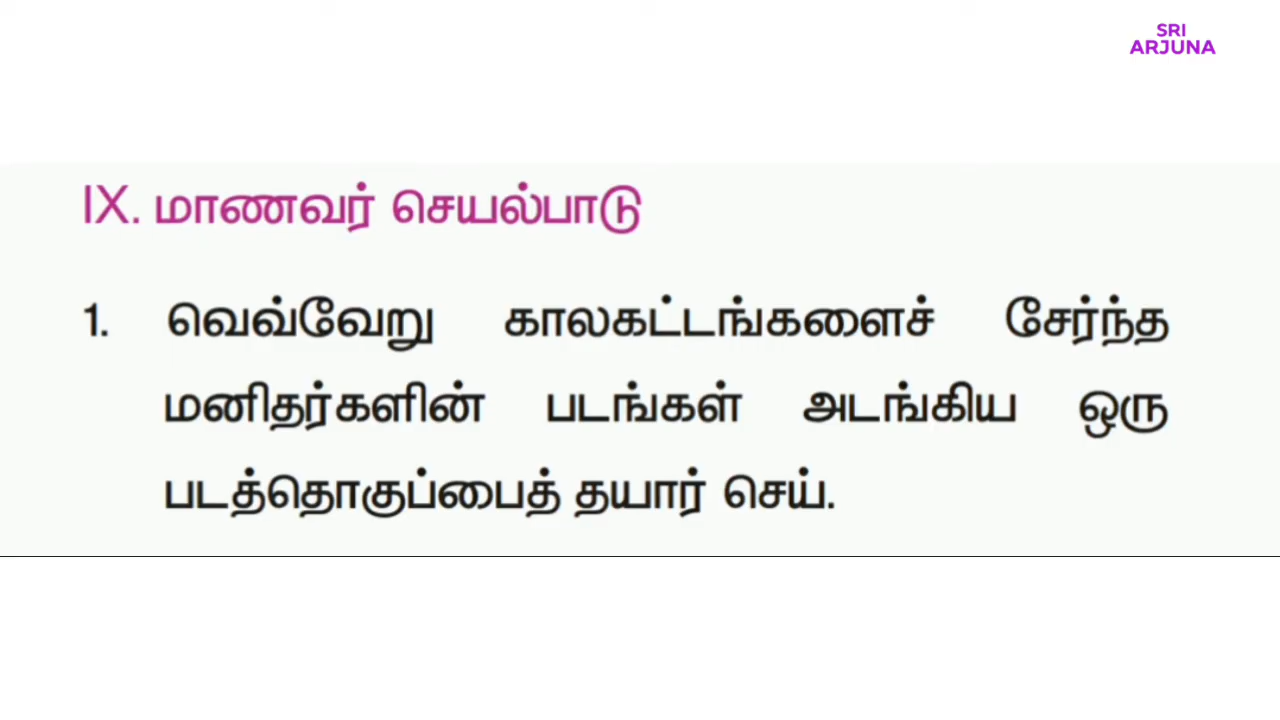 SRI
ARJUNA
IX. மாணவர் செயல்பாடு
1. வெவ்வேறு காலகட்டங்களைச் சேர்ந்த
மனிதர்களின் படங்கள் அடங்கிய ஒரு
படத்தொகுப்பைத் தயார் செய்.